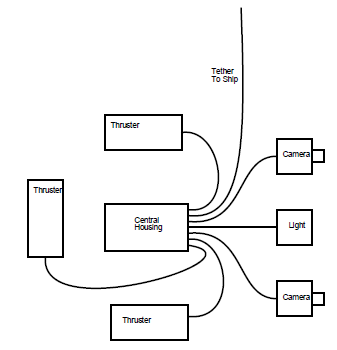 Tether
To Ship
Thruster
Camera
Thruster
Central
Housing
Light
Camera
Thruster